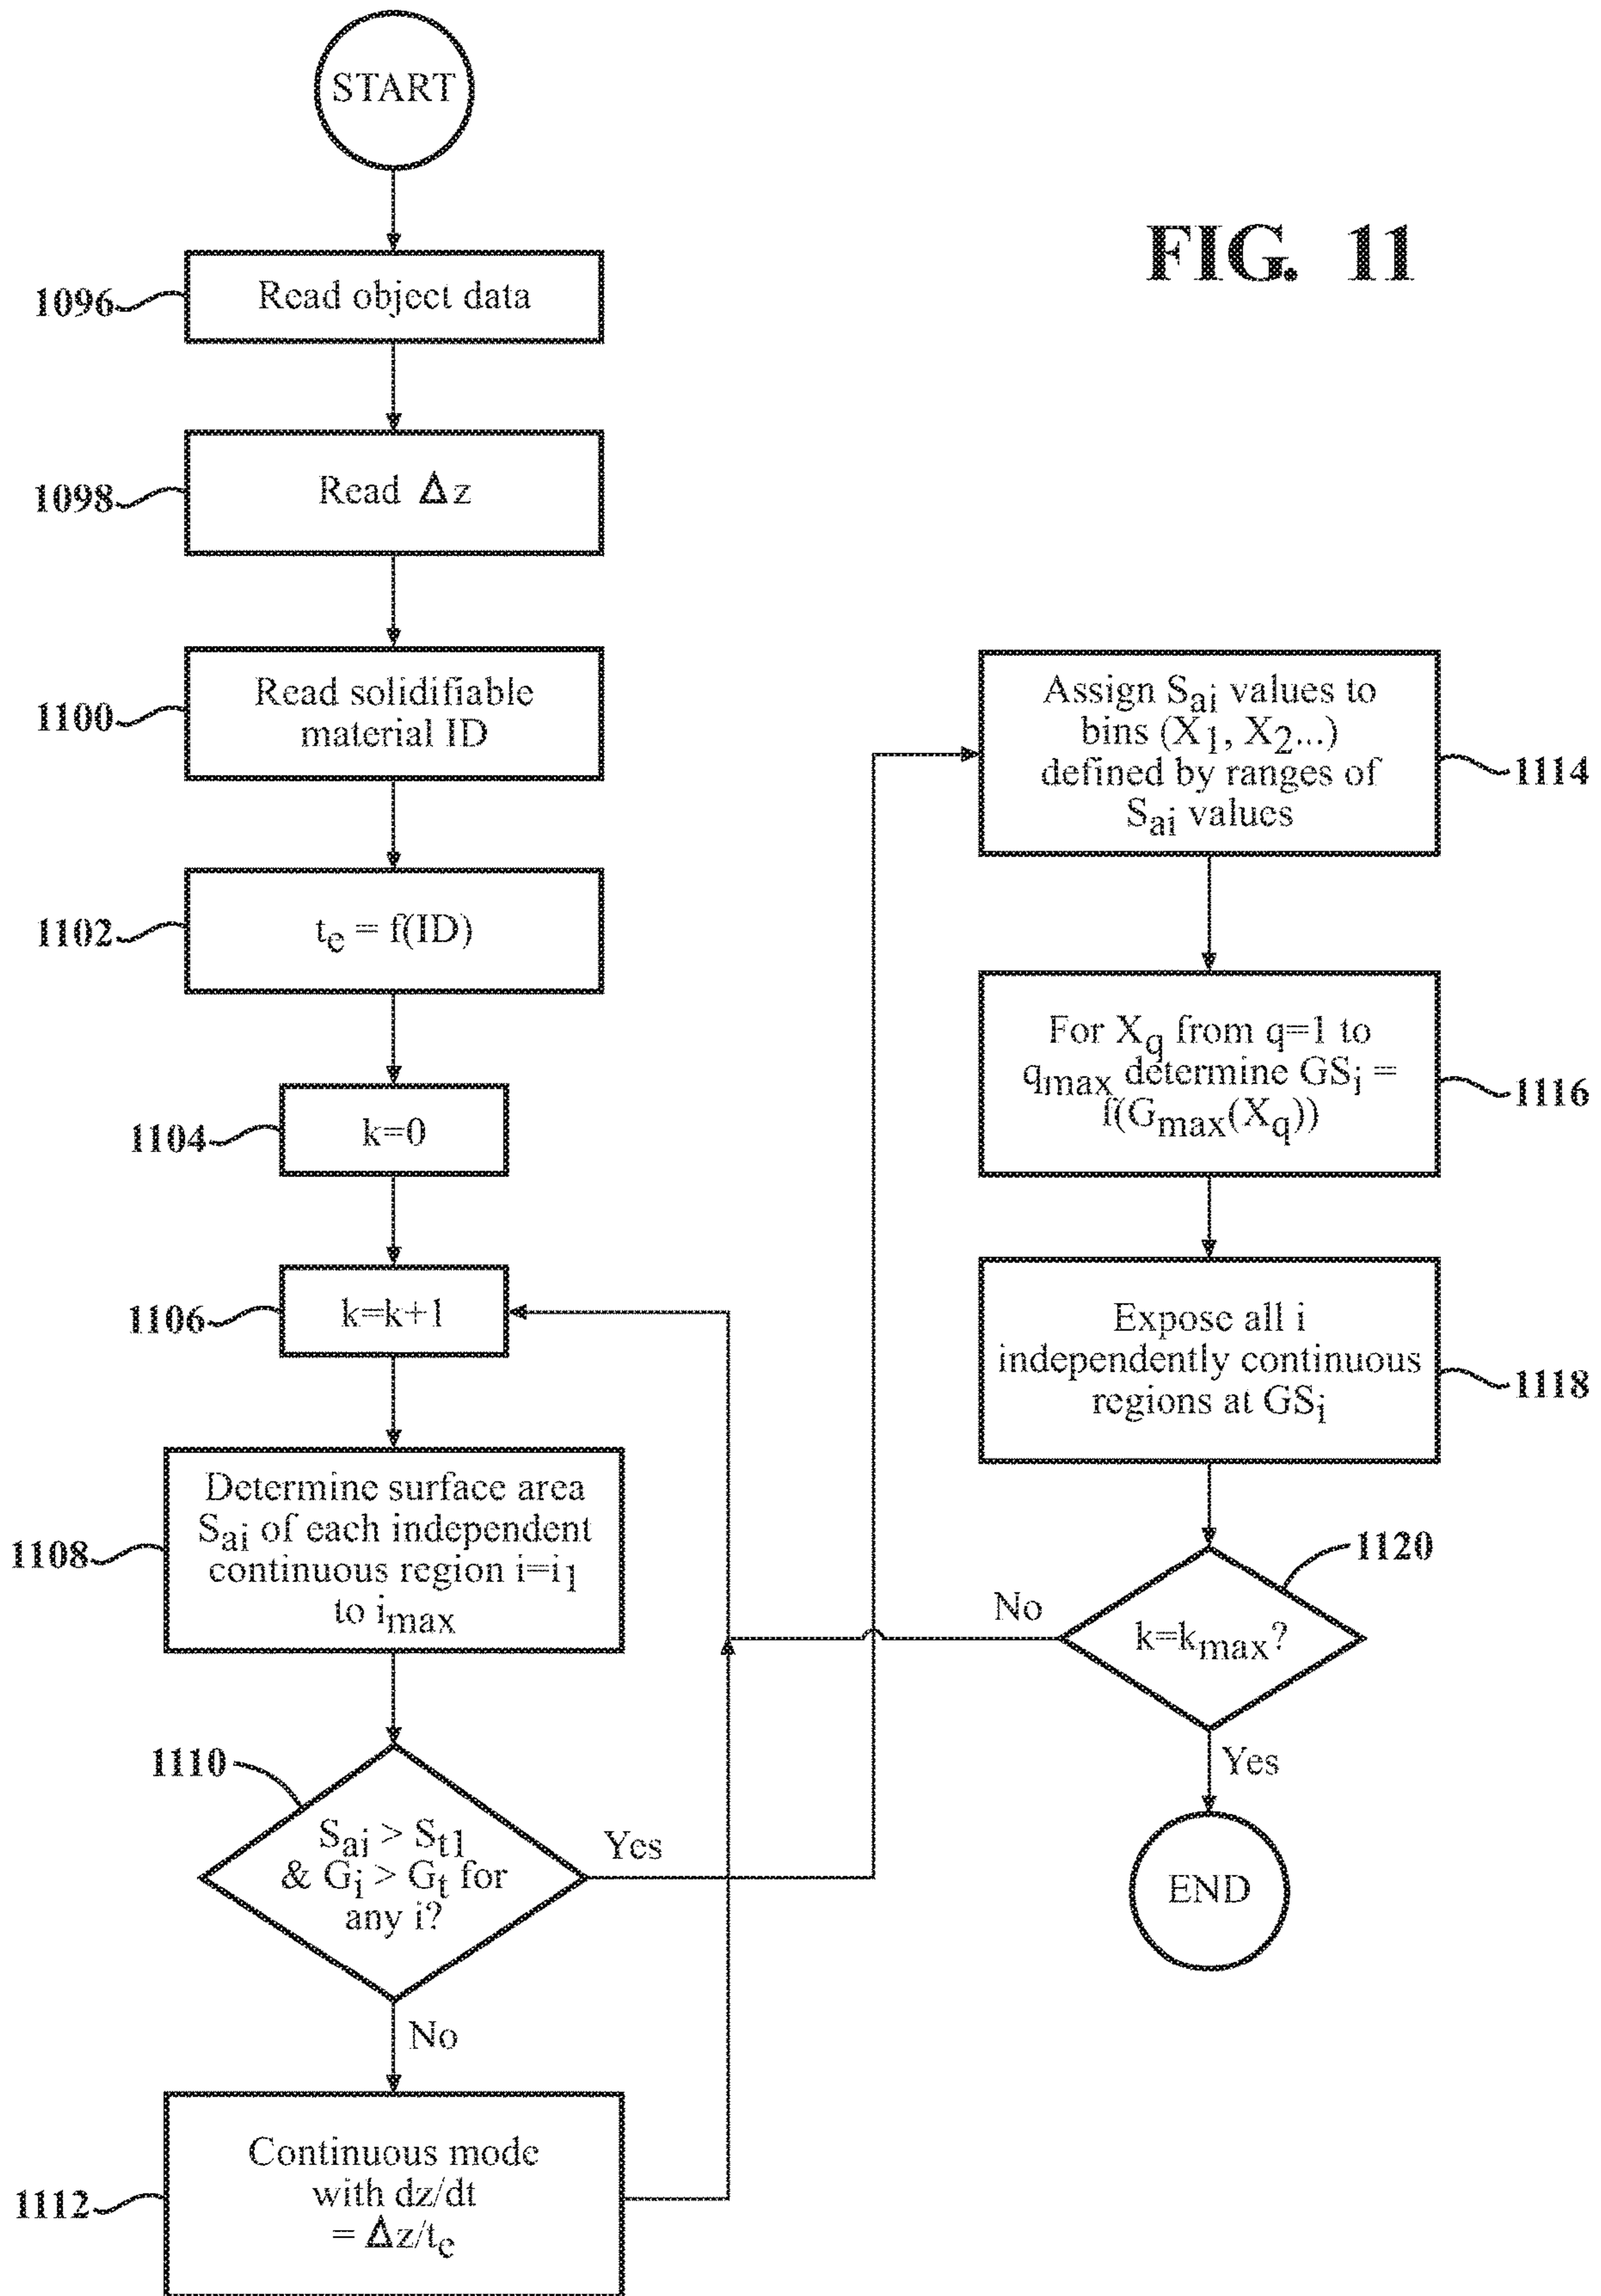 START
FIG. 11
1096
Read object data
1098
Read Δz
1100
Read solidifiable
material ID
1102
te = f(ID)
1104
k=0
1106
k=k+1
1108
Determine surface area
Sai of each independent
continuous region i=i1
to imax
1110
Sai > St1
& Gi > Gt for
any i?
Yes
No
1112
Continuous mode
with dz/dt
= Δz/te
Assign Sai values to
bins (X1, X2...)
defined by ranges of
Sai values
1114
For Xq from q=1 to
qmax determine GSi =
f(Gmax(Xq))
1116
Expose all i
independently continuous
regions at GSi
1118
1120
No
k=kmax?
Yes
END